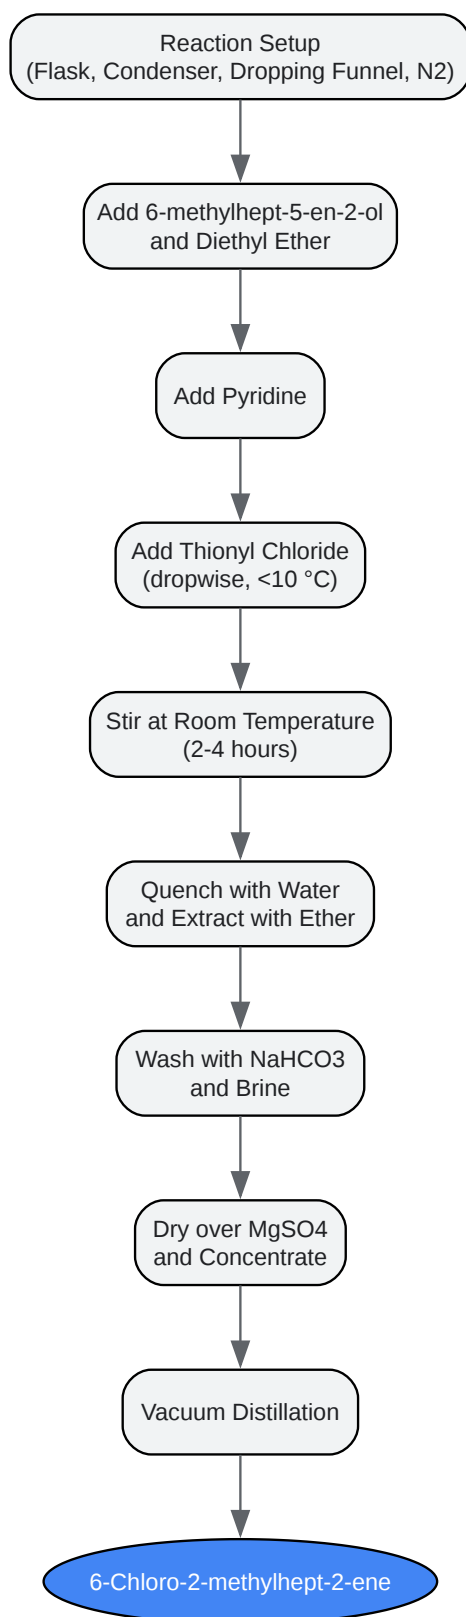 Reaction Setup
(Flask, Condenser, Dropping Funnel, N2)
Add 6-methylhept-5-en-2-ol
and Diethyl Ether
Add Pyridine
Add Thionyl Chloride
(dropwise, <10 °C)
Stir at Room Temperature
(2-4 hours)
Quench with Water
and Extract with Ether
Wash with NaHCO3
and Brine
Dry over MgSO4
and Concentrate
Vacuum Distillation
6-Chloro-2-methylhept-2-ene